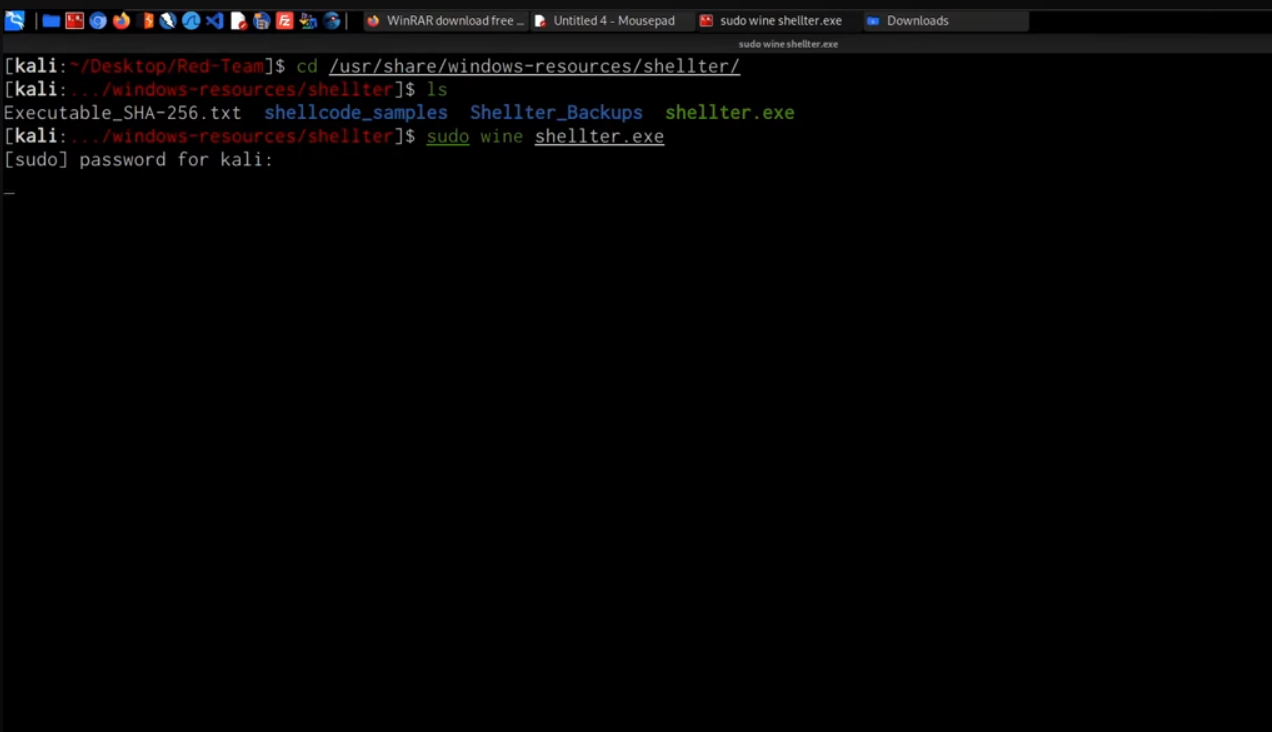 WinRAR download free ... Untitled 4 - Mousepad sudo wine shellter.exe Downloads
sudo wine shellter.exe
[kali:~/Desktop/Red-Team]$ cd /usr/share/windows-resources/shellter/
[kali:.../windows-resources/shellter]$ ls
Executable_SHA-256.txt shellcode_samples Shellter_Backups shellter.exe
[kali:.../windows-resources/shellter]$ sudo wine shellter.exe
[sudo] password for kali: